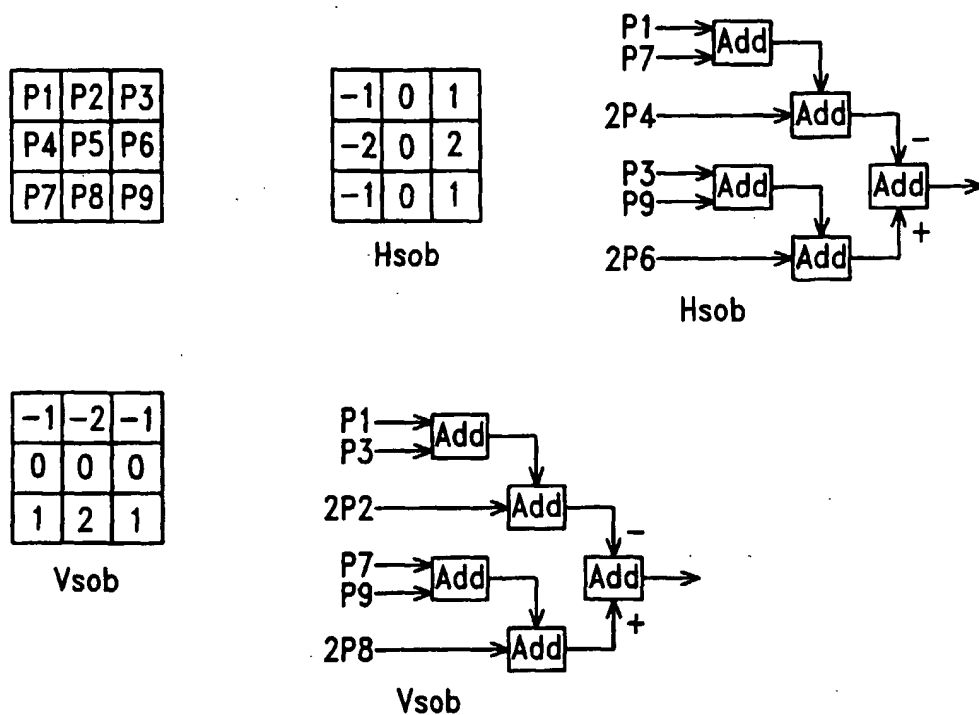 P1 P2 P3
P4 P5 P6
P7 P8 P9
-1 0 1
-2 0 2
-1 0 1
Hsob
P1
P7
Add
2P4
Add
-
P3
P9
Add
Add
+
2P6
Add
Hsob
-1 -2 -1
0 0 0
1 2 1
Vsob
P1
P3
Add
2P2
Add
-
P7
P9
Add
Add
+
2P8
Add
Vsob